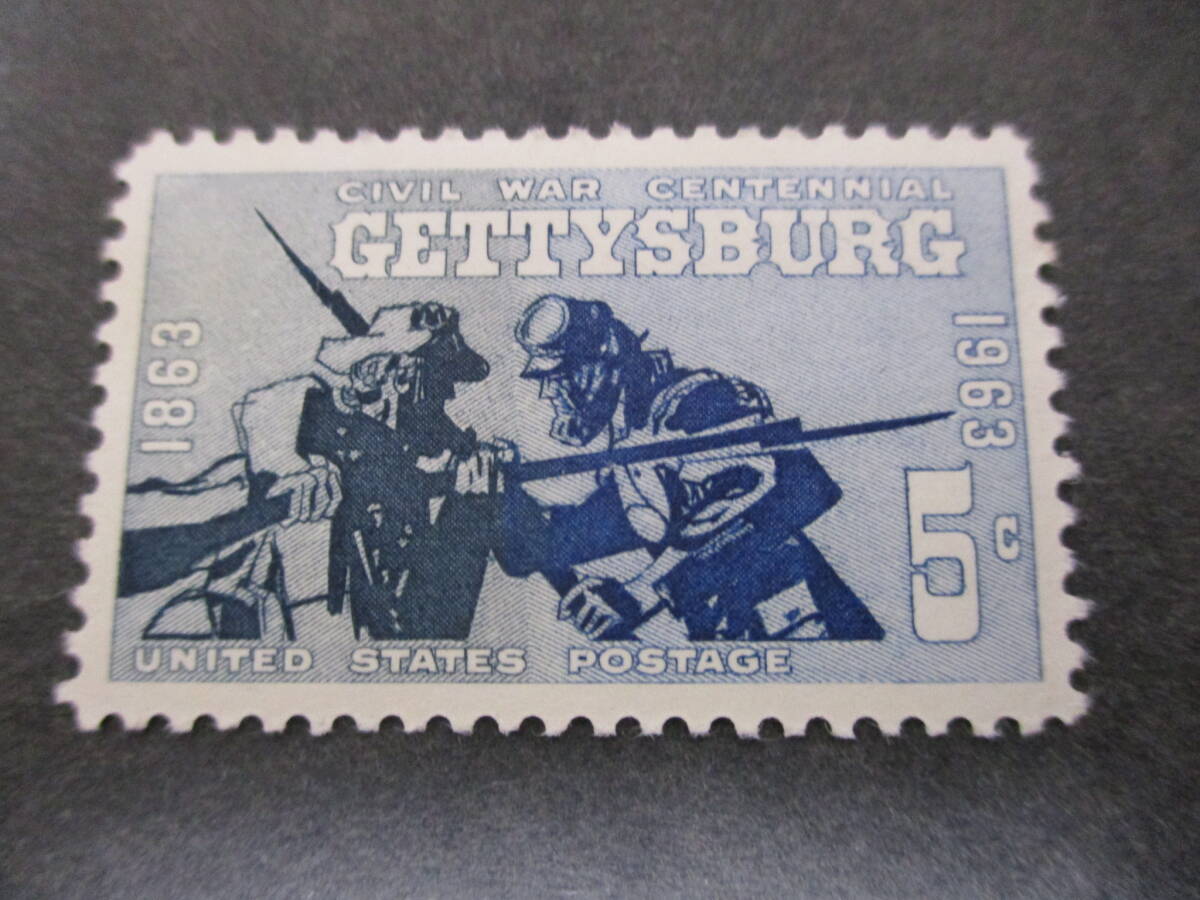 CIVIL WAR CENTENNIAL
GETTYSBURG
1863
1963
5c
UNITED STATES POSTAGE